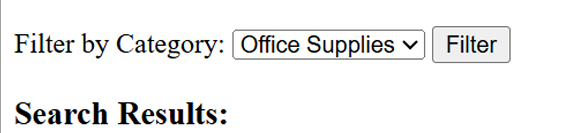 Filter by Category: Office Supplies Filter
Search Results: